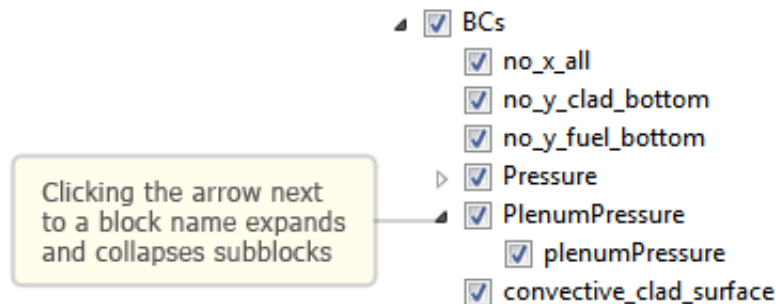 BCs
no_x_all
no_y_clad_bottom
no_y_fuel_bottom
Pressure
PlenumPressure
plenumPressure
convective_clad_surface
Clicking the arrow next
to a block name expands
and collapses subblocks